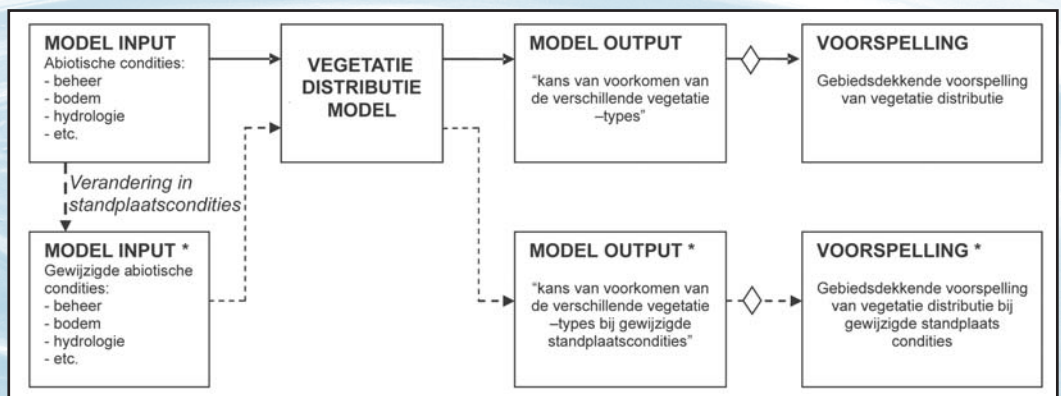 MODEL INPUT
Abiotische condities:
- beheer
- bodem
- hydrologie
- etc.
VEGETATIE
DISTRIBUTIE
MODEL
MODEL OUTPUT
“kans van voorkomen van
de verschillende vegetatie
–types”
VOORSPELLING
Gebiedsdekkende voorspelling
van vegetatie distributie
Verandering in
standplaatscondities
MODEL INPUT *
Gewijzigde abiotische
condities:
- beheer
- bodem
- hydrologie
- etc.
MODEL OUTPUT *
“kans van voorkomen van
de verschillende vegetatie
–types bij gewijzigde
standplaatscondities”
VOORSPELLING *
Gebiedsdekkende voorspelling
van vegetatie distributie bij
gewijzigde standplaats
condities